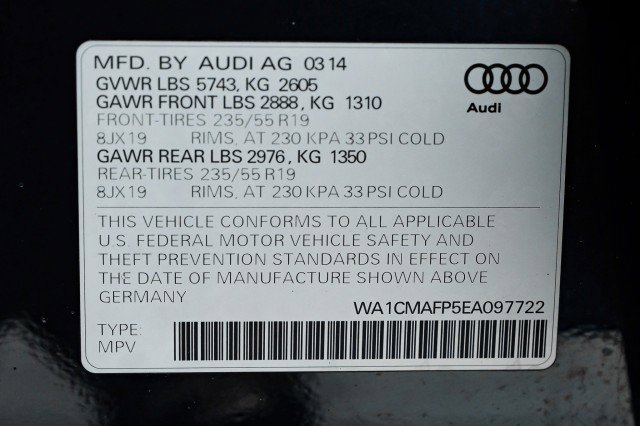 MFD. BY AUDI AG 03 14
GVWR LBS 5743, KG 2605
GAWR FRONT LBS 2888, KG 1310
FRONT-TIRES 235/55 R19
8JX19 RIMS, AT 230 KPA 33 PSI COLD
GAWR REAR LBS 2976, KG 1350
REAR-TIRES 235/55 R19
8JX19 RIMS, AT 230 KPA 33 PSI COLD
Audi
THIS VEHICLE CONFORMS TO ALL APPLICABLE
U.S. FEDERAL MOTOR VEHICLE SAFETY AND
THEFT PREVENTION STANDARDS IN EFFECT ON
THE DATE OF MANUFACTURE SHOWN ABOVE
GERMANY
WA1CMAFP5EA097722
TYPE:
MPV